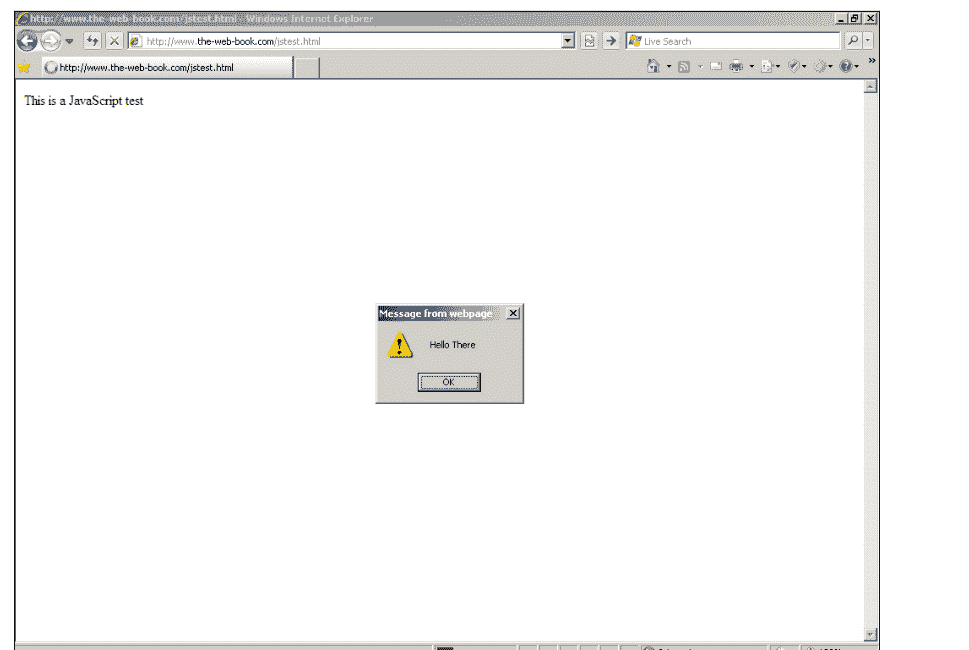 http://www.the-web-book.com/jstest.html - Windows Internet Explorer
http://www.the-web-book.com/jstest.html
Live Search
http://www.the-web-book.com/jstest.html
This is a JavaScript test
Message from webpage
Hello There
OK